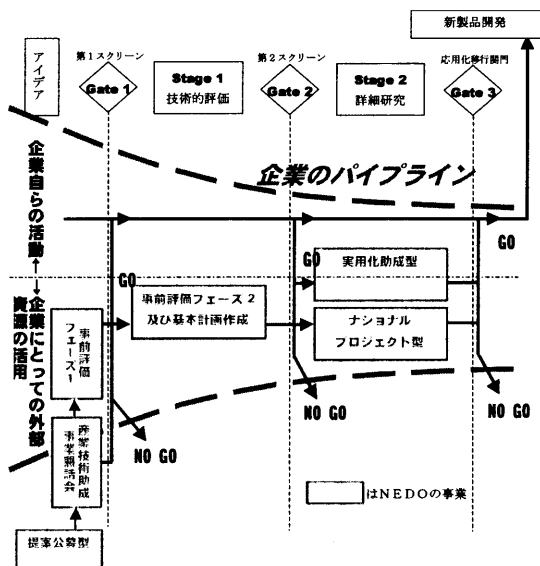 新製品開発
アイデア
第1スクリーン
Gate 1
Stage 1
技術的評価
第2スクリーン
Gate 2
Stage 2
詳細研究
応用化移行関門
Gate 3
企業のパイプライン
企業自らの活動←
→企業にとっての外部
資源の活用
GO
GO
GO
事前評価
フェーズ1
事前評価フェーズ2
及び基本計画作成
実用化助成型
ナショナル
プロジェクト型
NO GO
NO GO
NO GO
産業技術助成
事業懇話会
提案公募型
はNEDOの事業